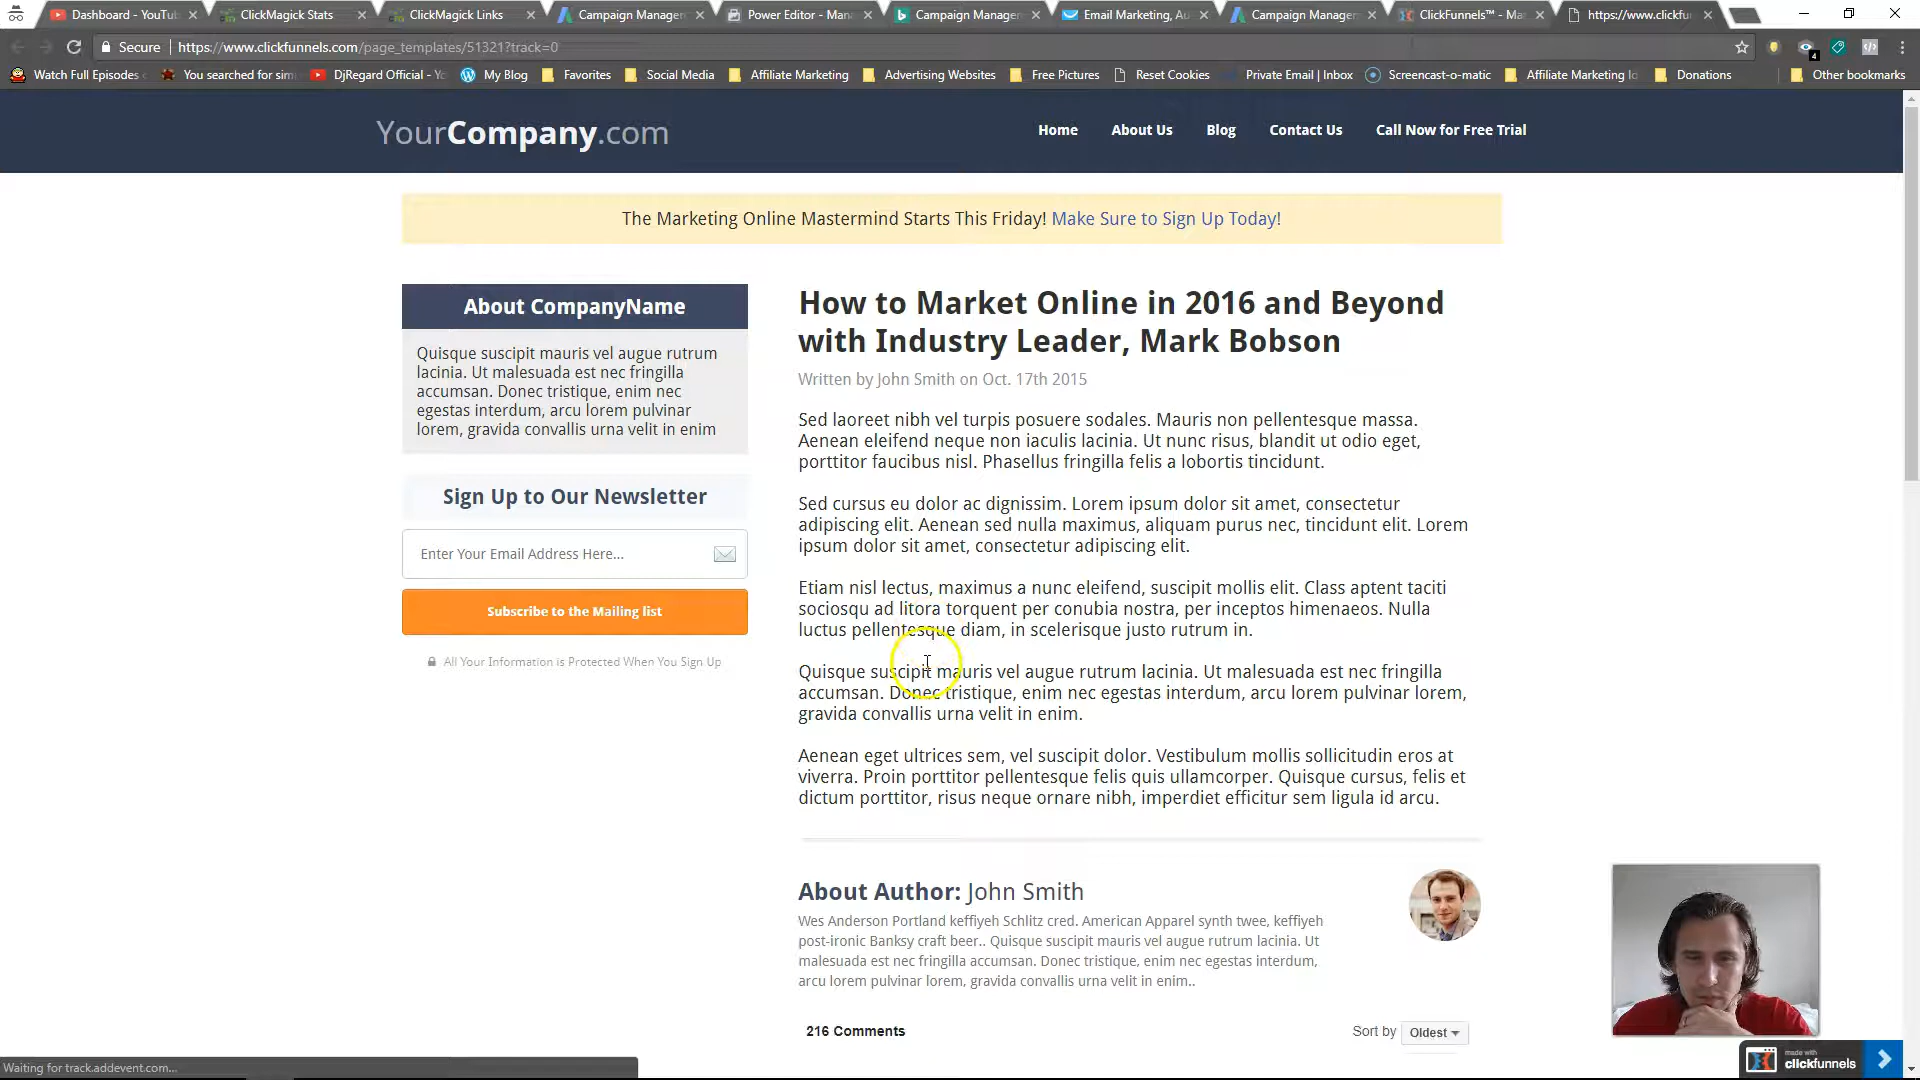 Dashboard - YouTu
ClickMagick Stats
ClickMagick Links
Campaign Manage
Power Editor - Man
Campaign Manage
Email Marketing, Au
Campaign Manage
ClickFunnels™ - Ma
https://www.clickfu
Secure
https://www.clickfunnels.com/page_templates/51321?track=0
Watch Full Episodes
You searched for sim
DjRegard Official - Yo
My Blog
Favorites
Social Media
Affiliate Marketing
Advertising Websites
Free Pictures
Reset Cookies
Private Email | Inbox
Screencast-o-matic
Affiliate Marketing Id
Donations
Other bookmarks
YourCompany.com
Home
About Us
Blog
Contact Us
Call Now for Free Trial
The Marketing Online Mastermind Starts This Friday! Make Sure to Sign Up Today!
About CompanyName
Quisque suscipit mauris vel augue rutrum
lacinia. Ut malesuada est nec fringilla
accumsan. Donec tristique, enim nec
egestas interdum, arcu lorem pulvinar
lorem, gravida convallis urna velit in enim
Sign Up to Our Newsletter
Enter Your Email Address Here...
Subscribe to the Mailing list
All Your Information is Protected When You Sign Up
How to Market Online in 2016 and Beyond
with Industry Leader, Mark Bobson
Written by John Smith on Oct. 17th 2015
Sed laoreet nibh vel turpis posuere sodales. Mauris non pellentesque massa.
Aenean eleifend neque non iaculis lacinia. Ut nunc risus, blandit ut odio eget,
porttitor faucibus nisl. Phasellus fringilla felis a lobortis tincidunt.
Sed cursus eu dolor ac dignissim. Lorem ipsum dolor sit amet, consectetur
adipiscing elit. Aenean sed nulla maximus, aliquam purus nec, tincidunt elit. Lorem
ipsum dolor sit amet, consectetur adipiscing elit.
Etiam nisl lectus, maximus a nunc eleifend, suscipit mollis elit. Class aptent taciti
sociosqu ad litora torquent per conubia nostra, per inceptos himenaeos. Nulla
luctus pellentesque diam, in scelerisque justo rutrum in.
Quisque suscipit mauris vel augue rutrum lacinia. Ut malesuada est nec fringilla
accumsan. Donec tristique, enim nec egestas interdum, arcu lorem pulvinar lorem,
gravida convallis urna velit in enim.
Aenean eget ultrices sem, vel suscipit dolor. Vestibulum mollis sollicitudin eros at
viverra. Proin porttitor pellentesque felis quis ullamcorper. Quisque cursus, felis et
dictum porttitor, risus neque ornare nibh, imperdiet efficitur sem ligula id arcu.
About Author: John Smith
Wes Anderson Portland keffiyeh Schlitz cred. American Apparel synth twee, keffiyeh
post-ironic Banksy craft beer.. Quisque suscipit mauris vel augue rutrum lacinia. Ut
malesuada est nec fringilla accumsan. Donec tristique, enim nec egestas interdum,
arcu lorem pulvinar lorem, gravida convallis urna velit in enim..
216 Comments
Sort by Oldest
Waiting for track.addevent.com...
made with
clickfunnels